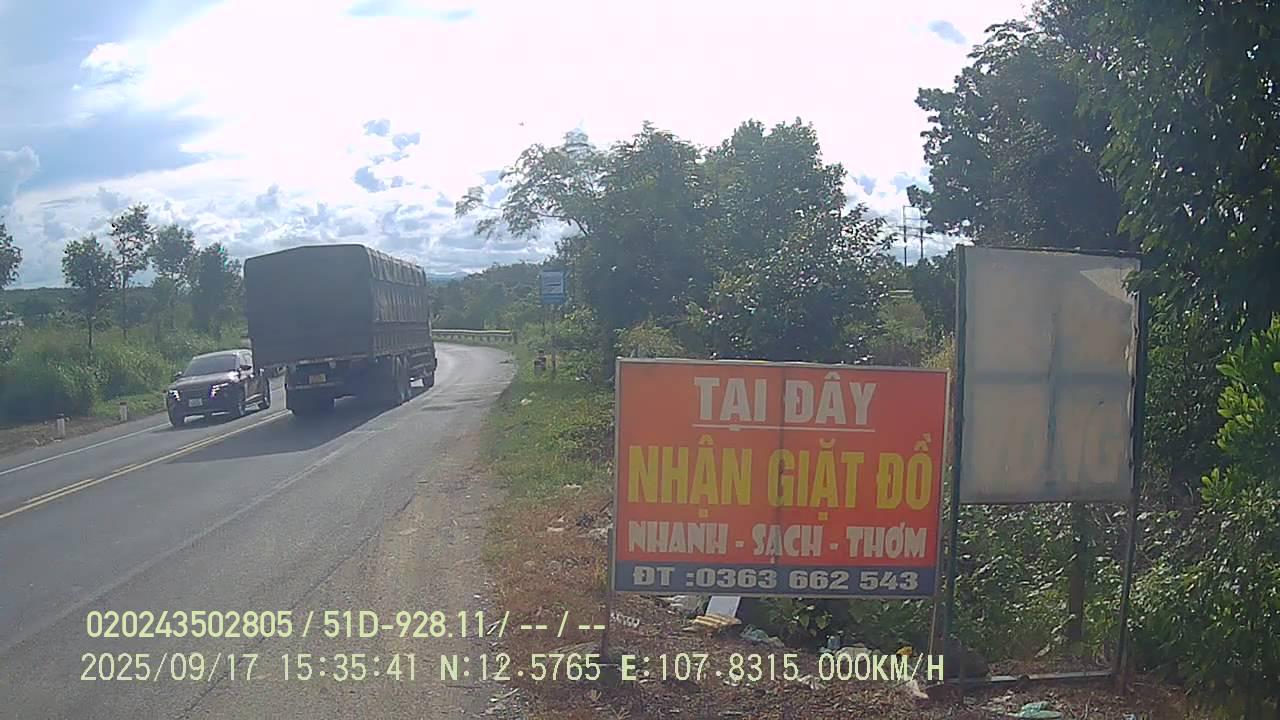 TẠI ĐÂY
NHẬN GIẶT ĐỒ
NHANH - SẠCH - THƠM
ĐT :0363 662 543
020243502805 / 51D-928.11 / -- / --
2025/09/17 15:35:41 N:12.5765 E:107.8315 000KM/H